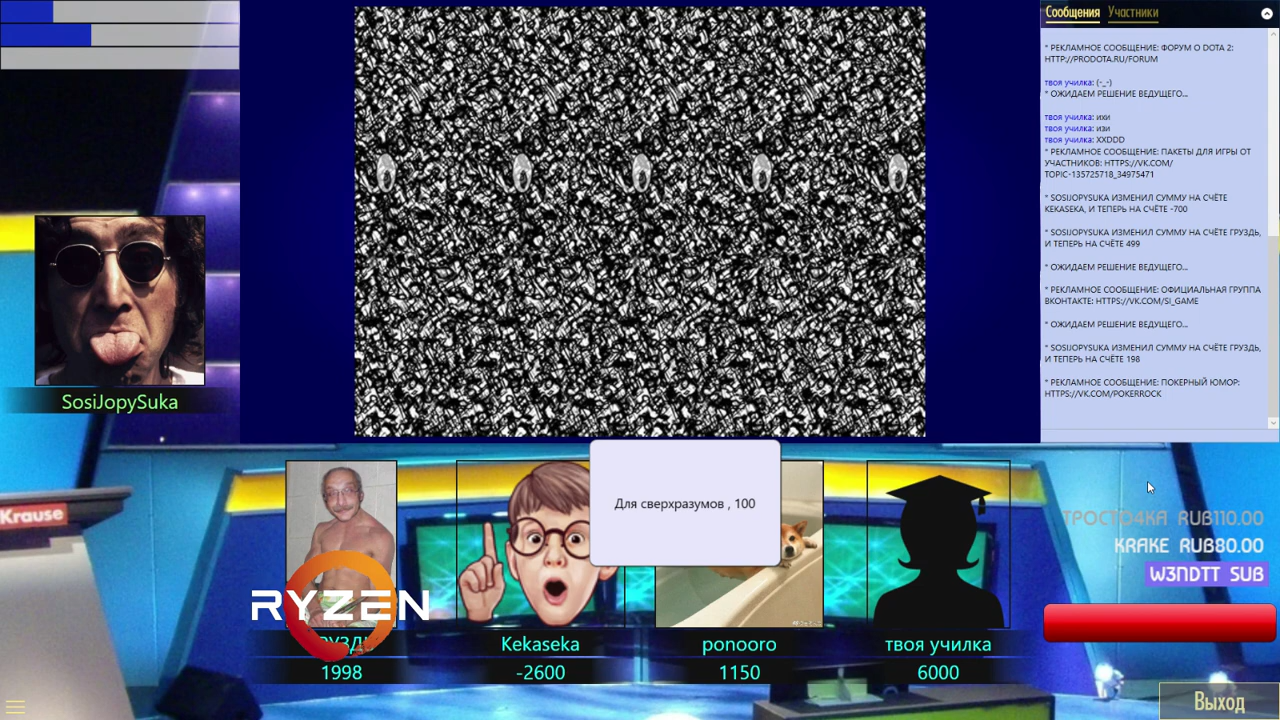 Сообщения Участники
* РЕКЛАМНОЕ СООБЩЕНИЕ: ФОРУМ О DOTA 2:
HTTP://PRODOTA.RU/FORUM
твоя училка: (-_-)
* ОЖИДАЕМ РЕШЕНИЕ ВЕДУЩЕГО...
твоя училка: ихи
твоя училка: изи
твоя училка: XXDDD
* РЕКЛАМНОЕ СООБЩЕНИЕ: ПАКЕТЫ ДЛЯ ИГРЫ ОТ
УЧАСТНИКОВ: HTTPS://VK.COM/
TOPIC-135725718_34975471
* SOSIJOPYSUKA ИЗМЕНИЛ СУММУ НА СЧЁТЕ
KEKASEKA, И ТЕПЕРЬ НА СЧЁТЕ -700
* SOSIJOPYSUKA ИЗМЕНИЛ СУММУ НА СЧЁТЕ ГРУЗДЬ,
И ТЕПЕРЬ НА СЧЁТЕ 499
* ОЖИДАЕМ РЕШЕНИЕ ВЕДУЩЕГО...
* РЕКЛАМНОЕ СООБЩЕНИЕ: ОФИЦИАЛЬНАЯ ГРУППА
ВКОНТАКТЕ: HTTPS://VK.COM/SI_GAME
* ОЖИДАЕМ РЕШЕНИЕ ВЕДУЩЕГО...
* SOSIJOPYSUKA ИЗМЕНИЛ СУММУ НА СЧЁТЕ ГРУЗДЬ,
И ТЕПЕРЬ НА СЧЁТЕ 198
* РЕКЛАМНОЕ СООБЩЕНИЕ: ПОКЕРНЫЙ ЮМОР:
HTTPS://VK.COM/POKERROCK
SosiJopySuka
Krause
Для сверхразумов , 100
RYZEN
Kekaseka
ponooro
твоя училка
1998
-2600
1150
6000
ТРОСТО4КА RUB110.00
KRAKE RUB80.00
W3NDTT SUB
Выход